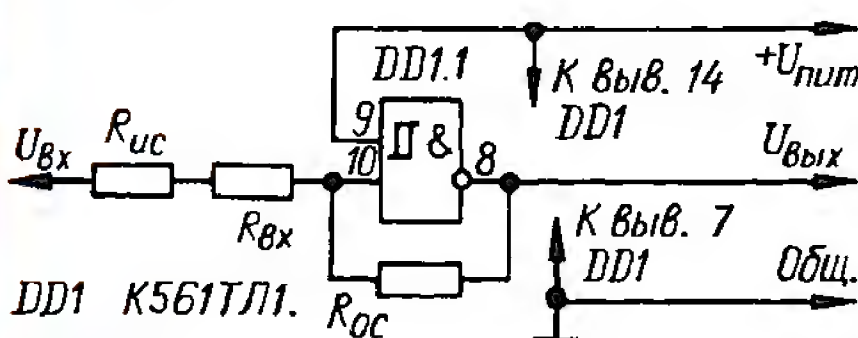 DD1.1
+Uпит
К выв. 14
DD1
9
&
Uвх
Rис
10
8
Uвых
Rвх
К выв. 7
DD1
Общ.
DD1 К561ТЛ1.
Rос